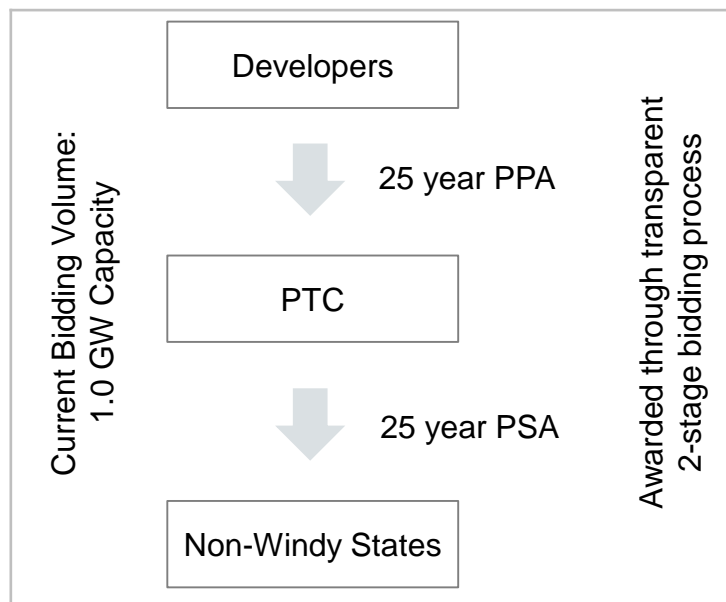 Developers
25 year PPA
PTC
25 year PSA
Non-Windy States
Current Bidding Volume:
1.0 GW Capacity
Awarded through transparent
2-stage bidding process